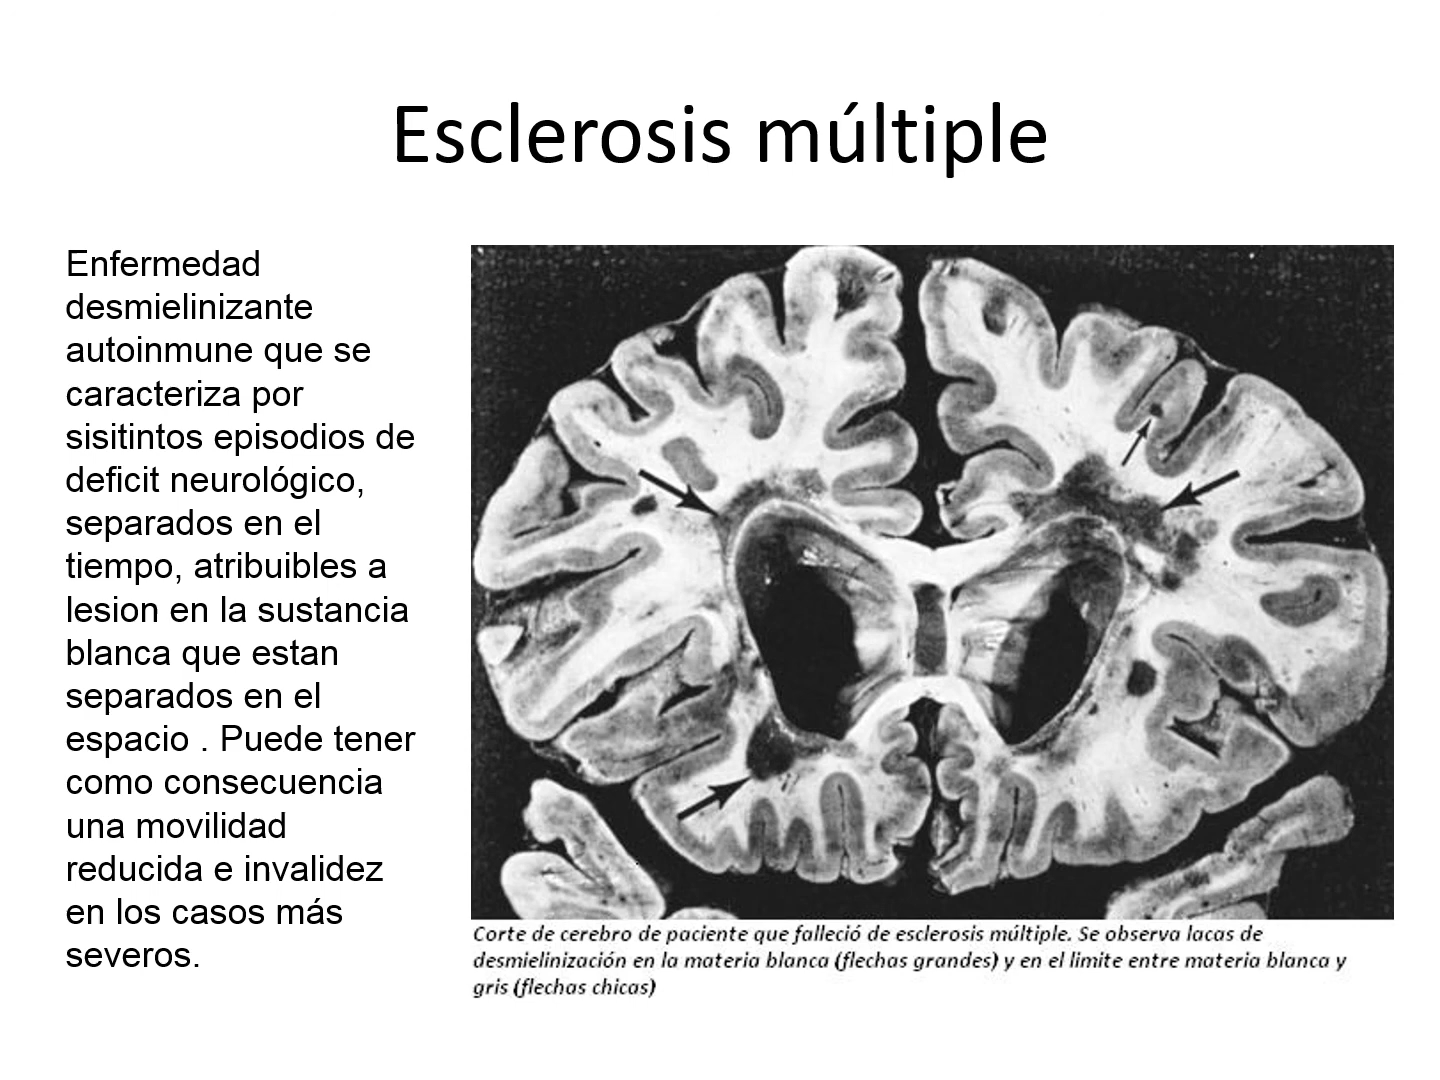 Esclerosis múltiple
Enfermedad
desmielinizante
autoinmune que se
caracteriza por
sisitintos episodios de
deficit neurológico,
separados en el
tiempo, atribuibles a
lesion en la sustancia
blanca que estan
separados en el
espacio . Puede tener
como consecuencia
una movilidad
reducida e invalidez
en los casos más
severos.
Corte de cerebro de paciente que falleció de esclerosis múltiple. Se observa lacas de
desmielinización en la materia blanca (flechas grandes) y en el limite entre materia blanca y
gris (flechas chicas)